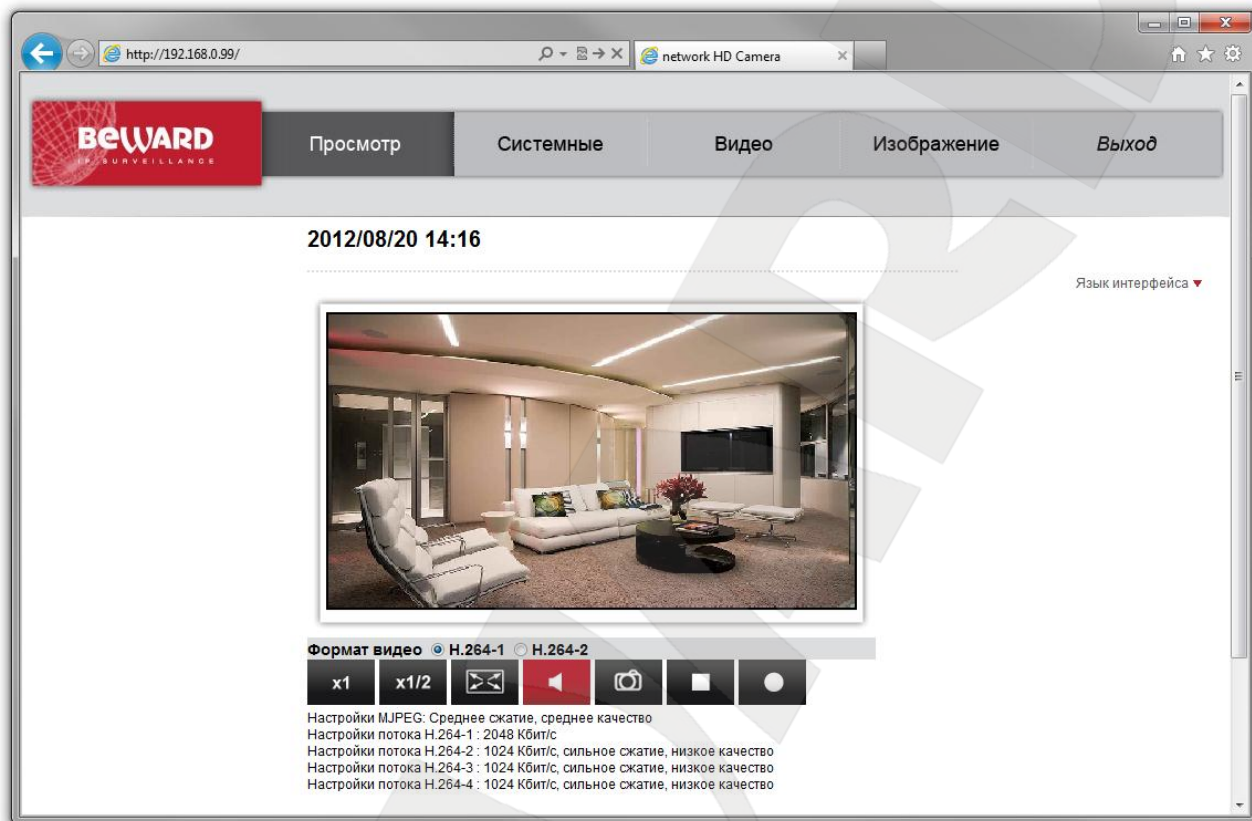 http://192.168.0.99/
network HD Camera
BEWARD
IP SURVEILLANCE
Просмотр
Системные
Видео
Изображение
Выход
2012/08/20 14:16
Язык интерфейса
Формат видео H.264-1 H.264-2
x1
x1/2
Настройки MJPEG: Среднее сжатие, среднее качество
Настройки потока H.264-1 : 2048 Кбит/с
Настройки потока H.264-2 : 1024 Кбит/с, сильное сжатие, низкое качество
Настройки потока H.264-3 : 1024 Кбит/с, сильное сжатие, низкое качество
Настройки потока H.264-4 : 1024 Кбит/с, сильное сжатие, низкое качество